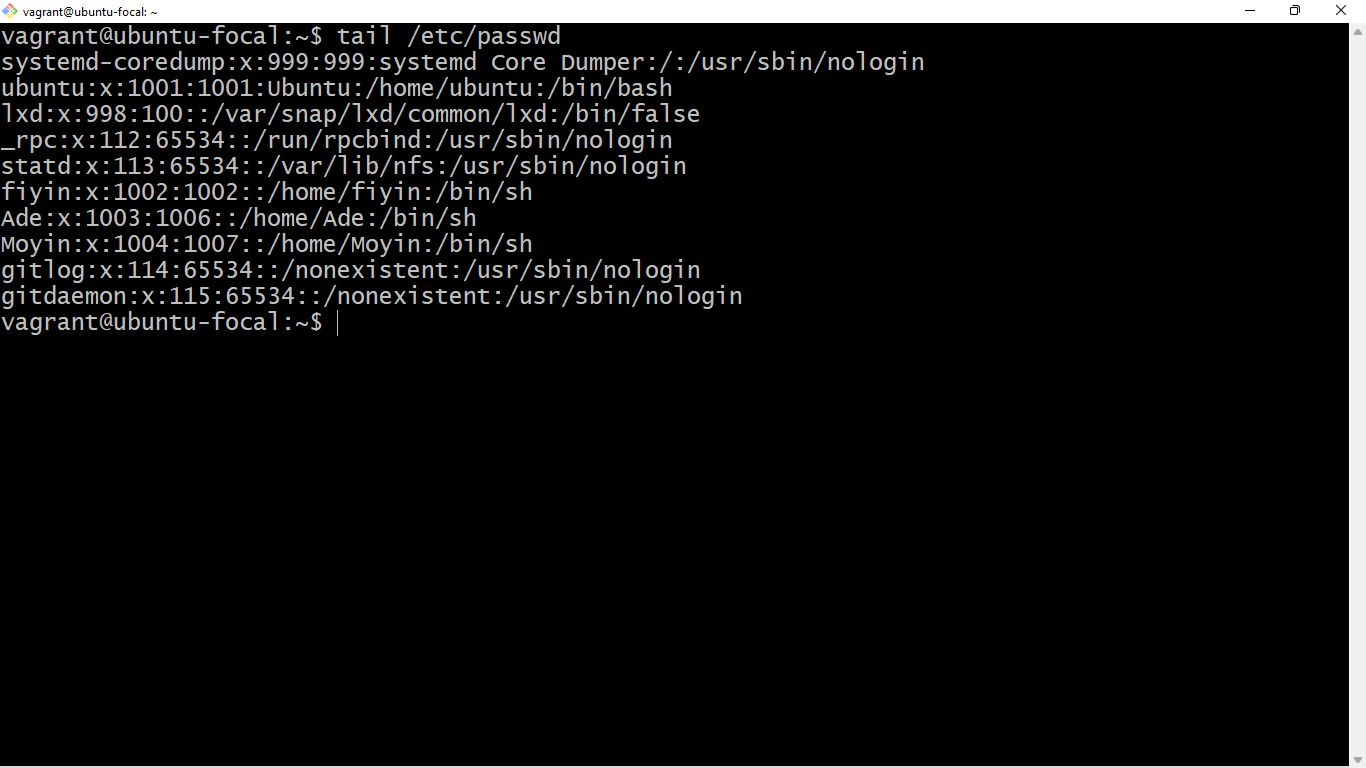 vagrant@ubuntu-focal: ~
vagrant@ubuntu-focal:~$ tail /etc/passwd
systemd-coredump:x:999:999:systemd Core Dumper:/:/usr/sbin/nologin
ubuntu:x:1001:1001:Ubuntu:/home/ubuntu:/bin/bash
lxd:x:998:100::/var/snap/lxd/common/lxd:/bin/false
_rpc:x:112:65534::/run/rpcbind:/usr/sbin/nologin
statd:x:113:65534::/var/lib/nfs:/usr/sbin/nologin
fiyin:x:1002:1002::/home/fiyin:/bin/sh
Ade:x:1003:1006::/home/Ade:/bin/sh
Moyin:x:1004:1007::/home/Moyin:/bin/sh
gitlog:x:114:65534::/nonexistent:/usr/sbin/nologin
gitdaemon:x:115:65534::/nonexistent:/usr/sbin/nologin
vagrant@ubuntu-focal:~$